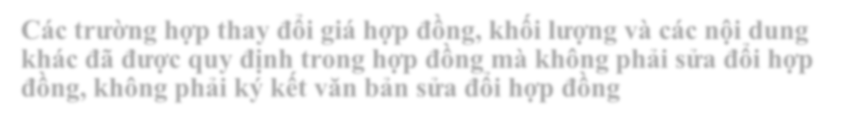 Các trường hợp thay đổi giá hợp đồng, khối lượng và các nội dung
khác đã được quy định trong hợp đồng mà không phải sửa đổi hợp
đồng, không phải ký kết văn bản sửa đổi hợp đồng